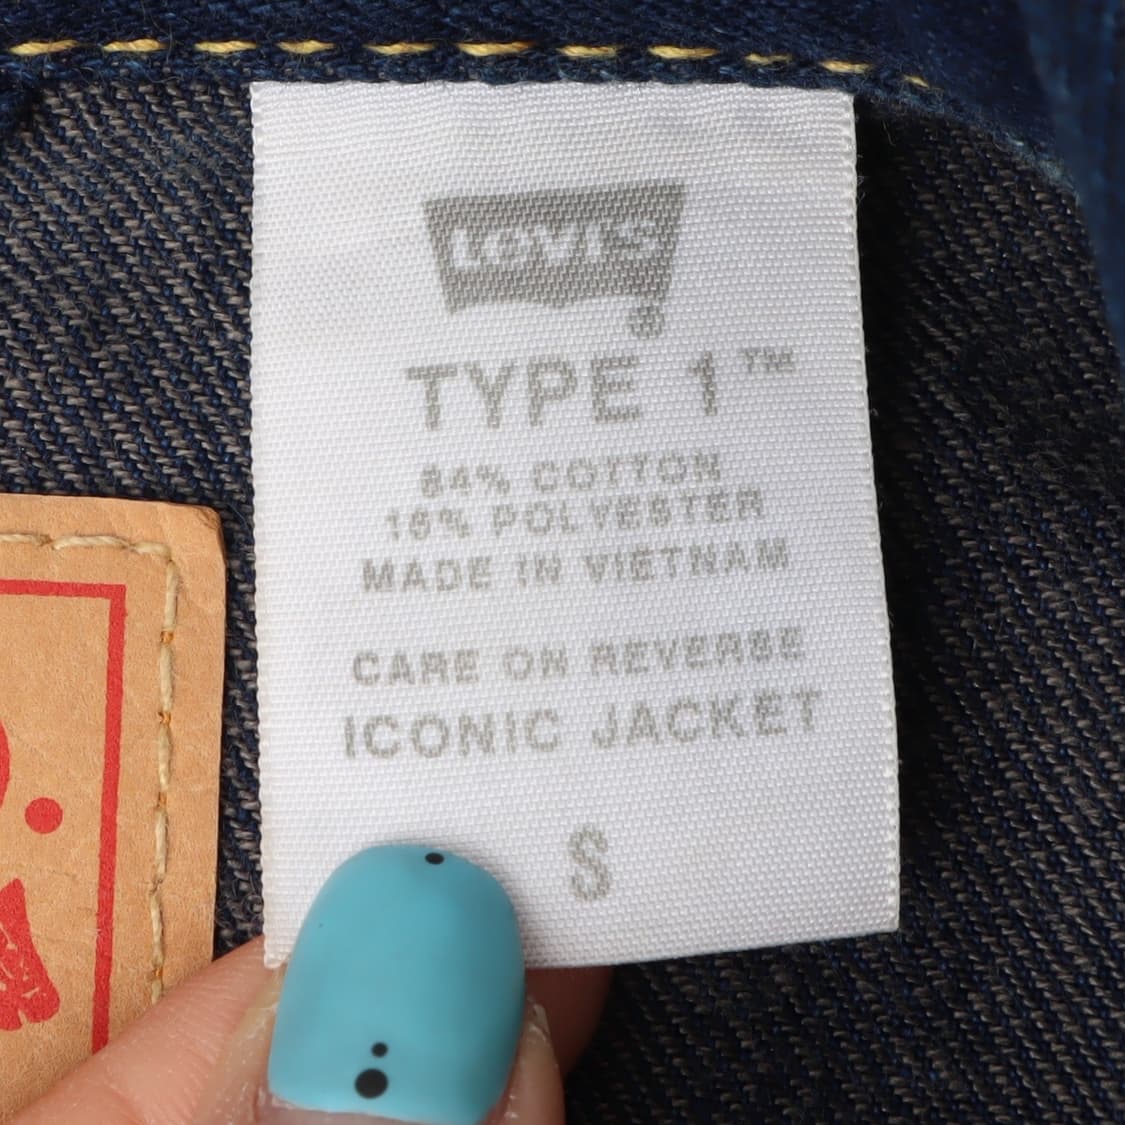 Levi's
®
TYPE 1™
84% COTTON
16% POLYESTER
MADE IN VIETNAM
CARE ON REVERSE
ICONIC JACKET
S